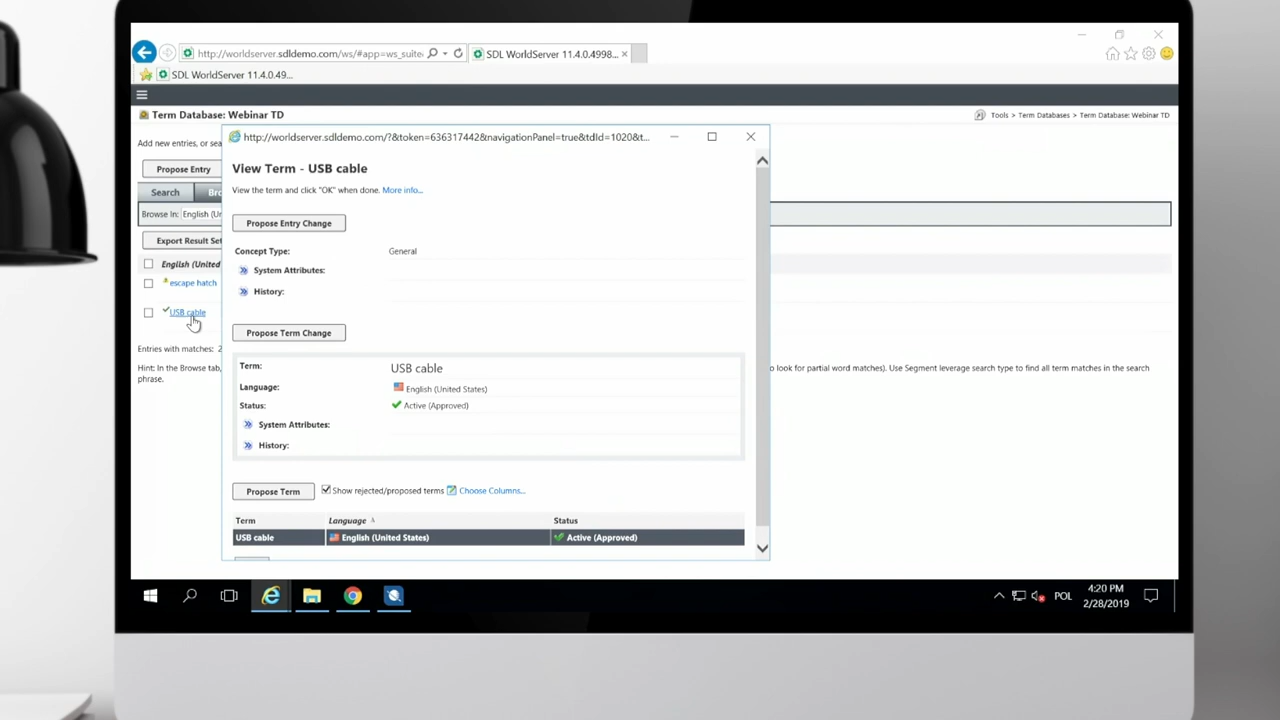 http://worldserver.sdldemo.com/ws/#app=ws_suite
SDL WorldServer 11.4.0.4998...
SDL WorldServer 11.4.0.49...
Term Database: Webinar TD
Tools > Term Databases > Term Database: Webinar TD
Add new entries, or sea
Propose Entry
Search
Bro
Browse In:
English (Un
Export Result Set
English (United
escape hatch
USB cable
Entries with matches: 2
Hint: In the Browse tab,
o look for partial word matches). Use Segment leverage search type to find all term matches in the search
phrase.
http://worldserver.sdldemo.com/?&token=636317442&navigationPanel=true&tdId=1020&t...
View Term - USB cable
View the term and click "OK" when done. More info...
Propose Entry Change
Concept Type:
General
System Attributes:
History:
Propose Term Change
Term:
USB cable
Language:
English (United States)
Status:
Active (Approved)
System Attributes:
History:
Propose Term
Show rejected/proposed terms
Choose Columns...
Term Language Status
USB cable English (United States) Active (Approved)
POL
4:20 PM
2/28/2019